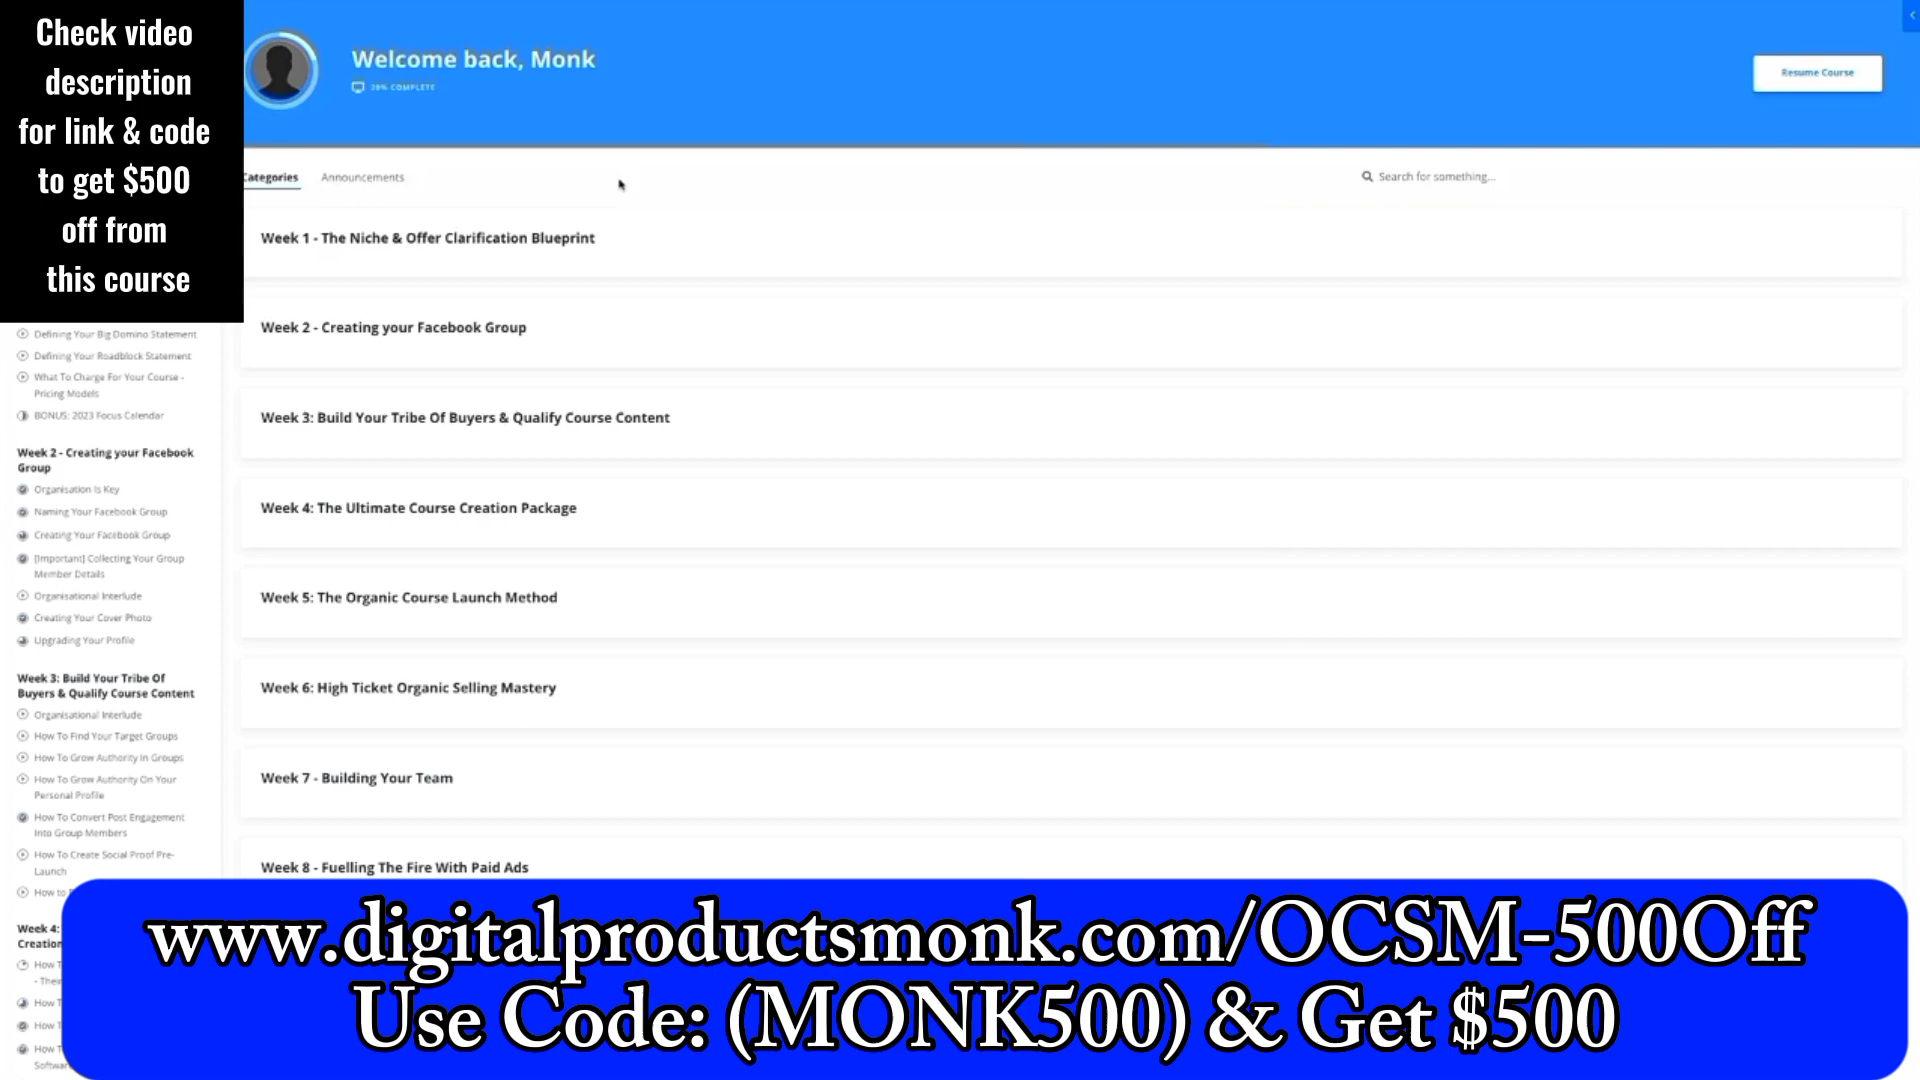 Check video
description
for link & code
to get $500
off from
this course
Welcome back, Monk
20% COMPLETE
Resume Course
Categories
Announcements
Search for something...
Week 1 - The Niche & Offer Clarification Blueprint
Week 2 - Creating your Facebook Group
Week 3: Build Your Tribe Of Buyers & Qualify Course Content
Week 4: The Ultimate Course Creation Package
Week 5: The Organic Course Launch Method
Week 6: High Ticket Organic Selling Mastery
Week 7 - Building Your Team
Week 8 - Fuelling The Fire With Paid Ads
Defining Your Big Domino Statement
Defining Your Roadblock Statement
What To Charge For Your Course -
Pricing Models
BONUS: 2023 Focus Calendar
Week 2 - Creating your Facebook
Group
Organisation Is Key
Naming Your Facebook Group
Creating Your Facebook Group
[Important] Collecting Your Group
Member Details
Organisational Interlude
Creating Your Cover Photo
Upgrading Your Profile
Week 3: Build Your Tribe Of
Buyers & Qualify Course Content
Organisational Interlude
How To Find Your Target Groups
How To Grow Authority In Groups
How To Grow Authority On Your
Personal Profile
How To Convert Post Engagement
Into Group Members
How To Create Social Proof Pre-
Launch
How to
Week 4:
www.digitalproductsmonk.com/OCSM-500Off
Use Code: (MONK500) & Get $500